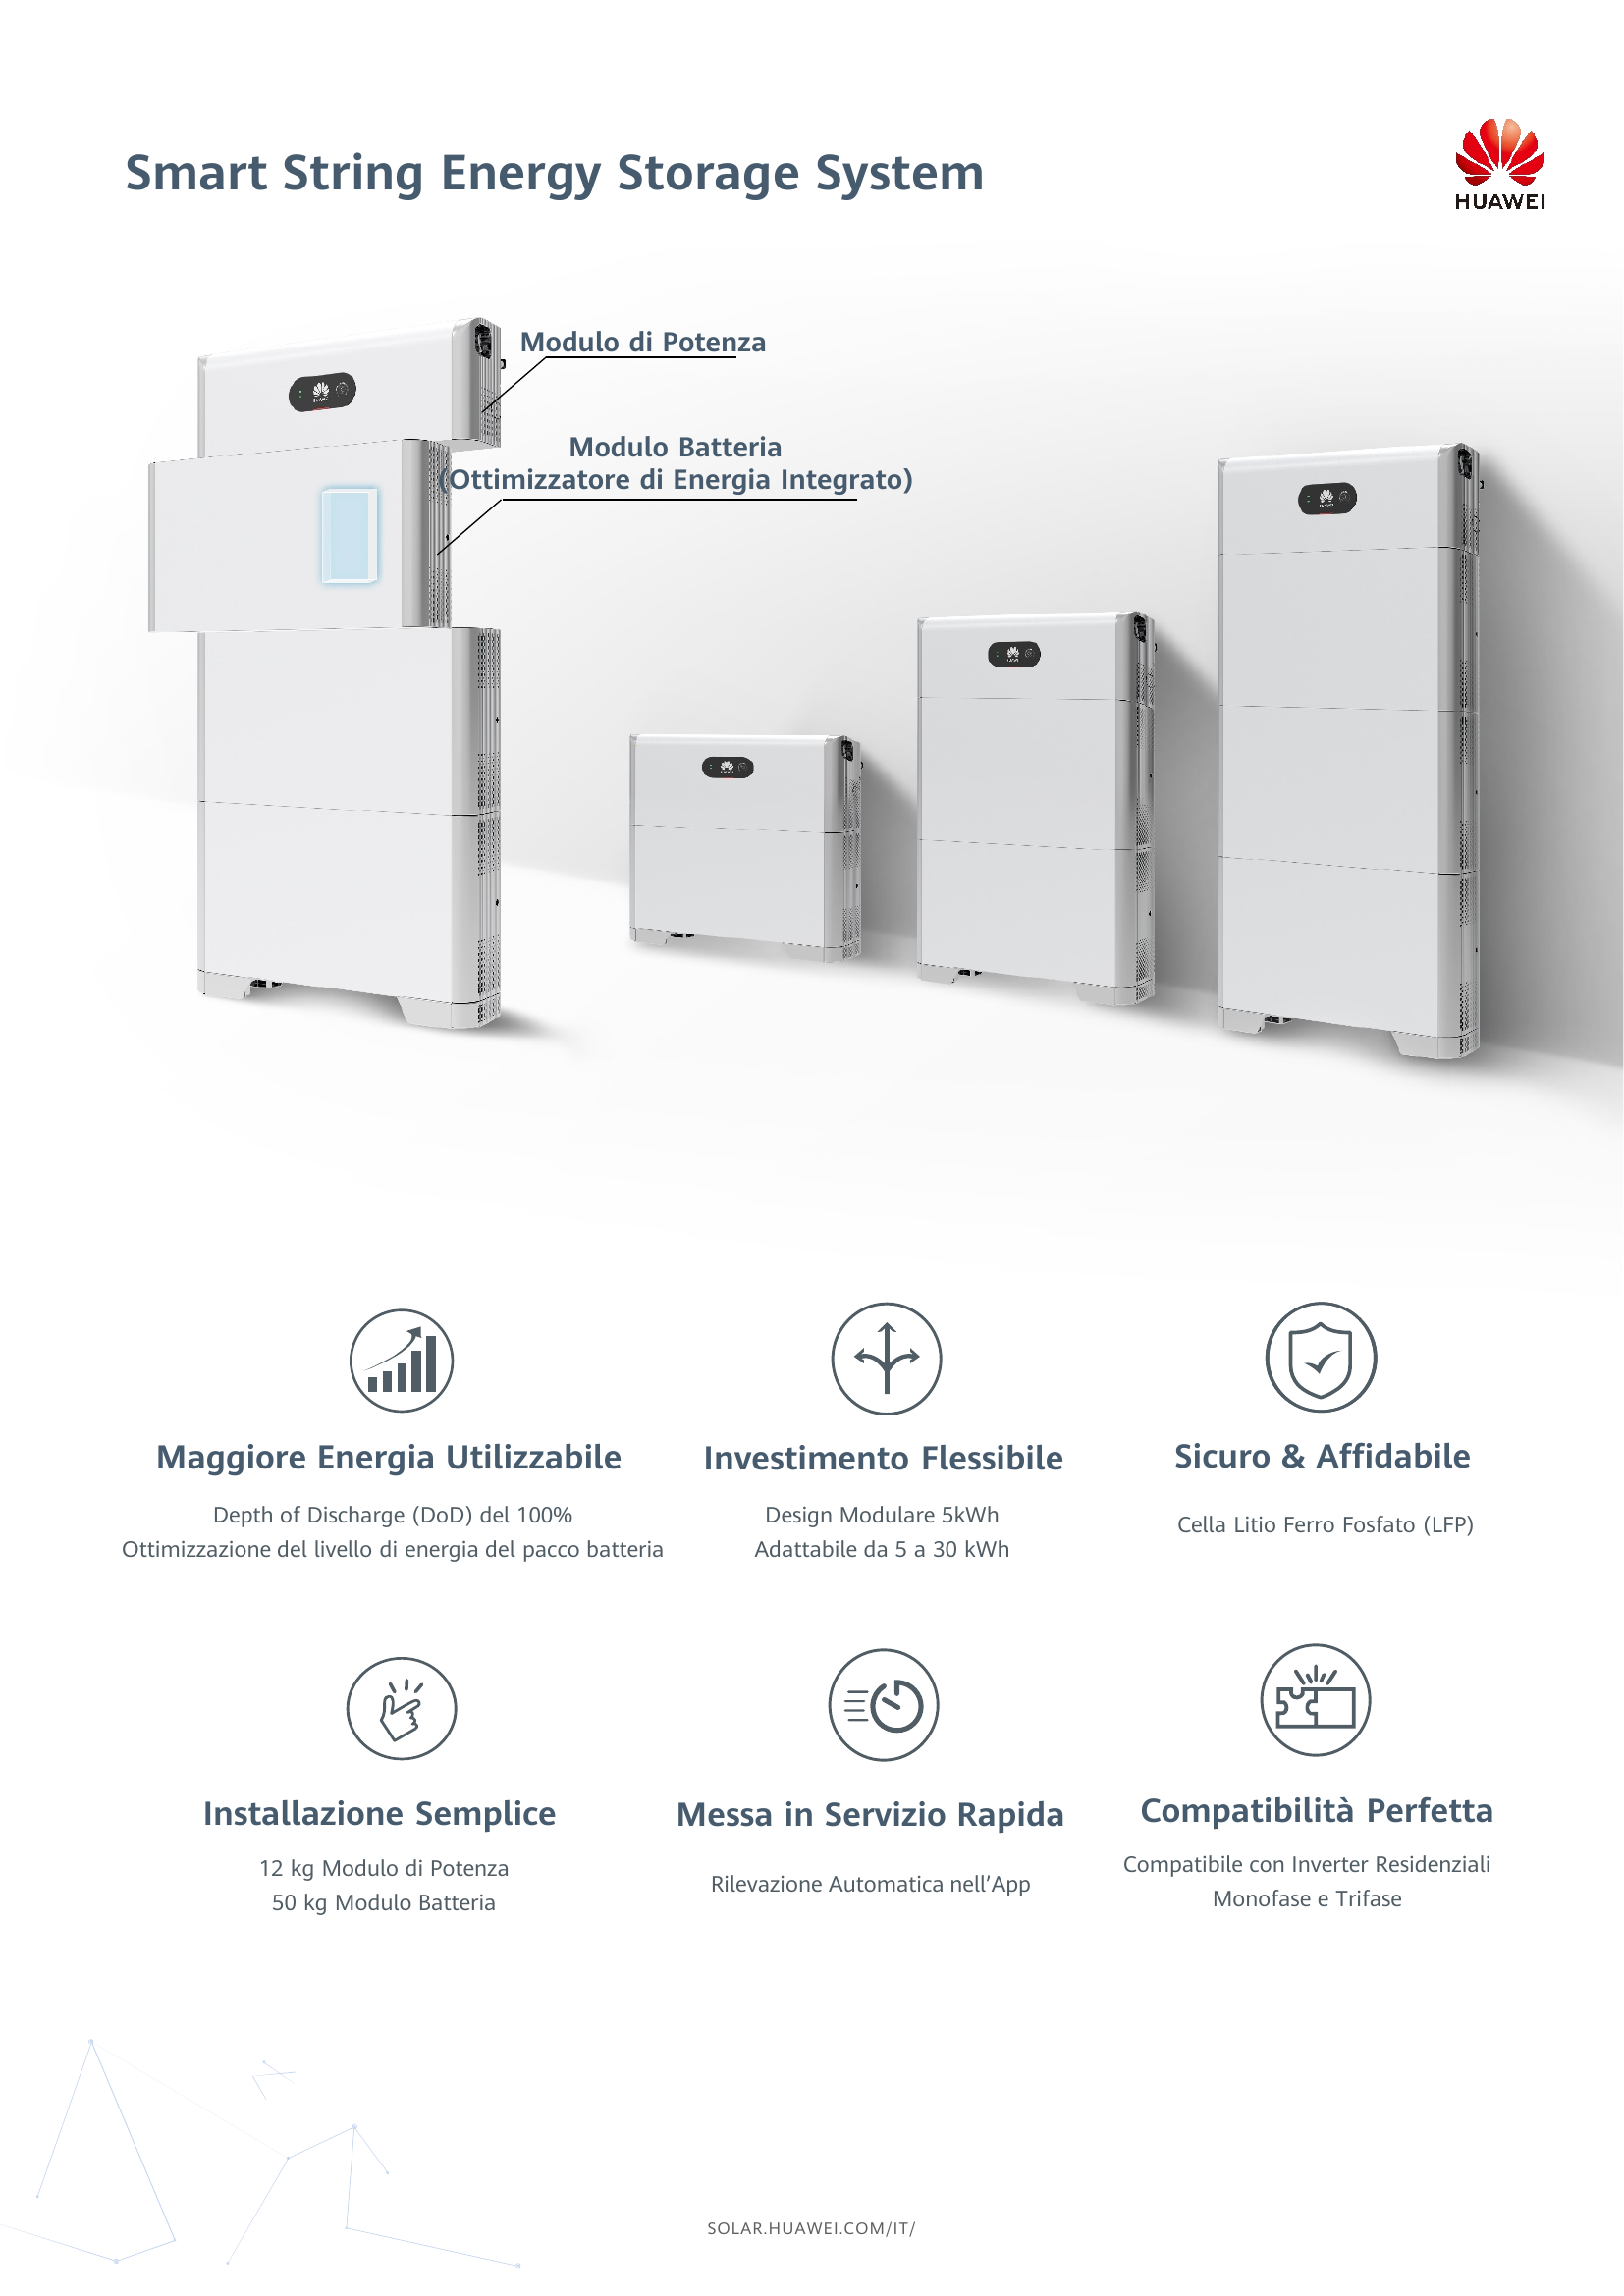 Smart String Energy Storage System
HUAWEI
Modulo di Potenza
Modulo Batteria
(Ottimizzatore di Energia Integrato)
Maggiore Energia Utilizzabile
Depth of Discharge (DoD) del 100%
Ottimizzazione del livello di energia del pacco batteria
Investimento Flessibile
Design Modulare 5kWh
Adattabile da 5 a 30 kWh
Sicuro & Affidabile
Cella Litio Ferro Fosfato (LFP)
Installazione Semplice
12 kg Modulo di Potenza
50 kg Modulo Batteria
Messa in Servizio Rapida
Rilevazione Automatica nell’App
Compatibilità Perfetta
Compatibile con Inverter Residenziali
Monofase e Trifase
SOLAR.HUAWEI.COM/IT/